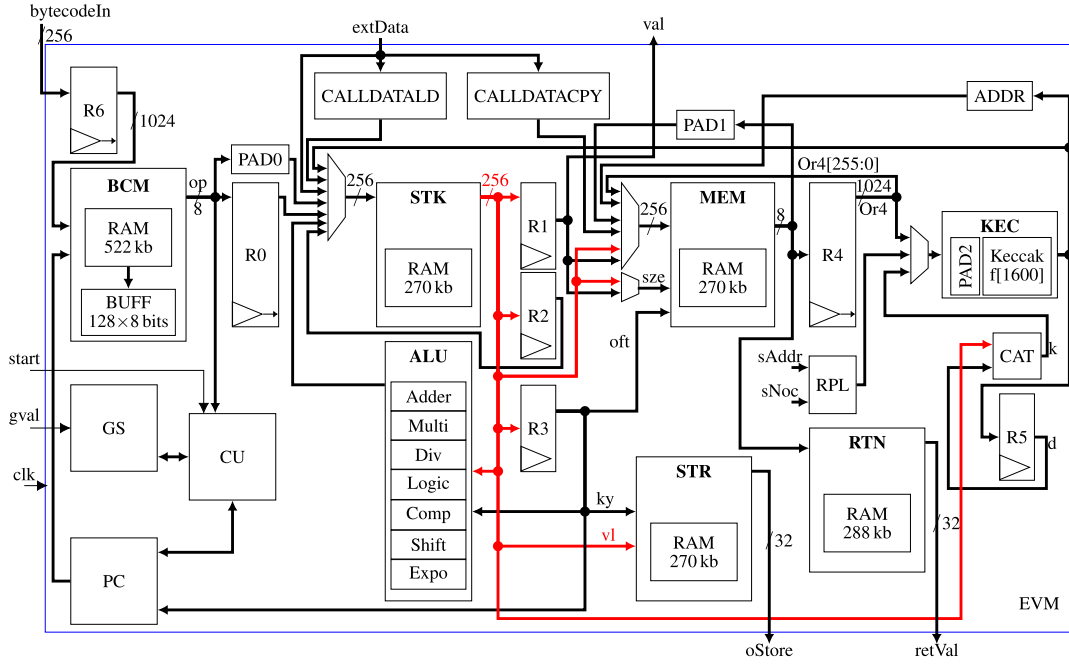 bytecodeIn
256
extData
val
R6
1024
CALLDATALD
CALLDATACPY
ADDR
PAD1
PAD0
Or4[255:0]
BCM
op
8
RAM
522 kb
BUFF
128×8 bits
R0
256
STK
RAM
270 kb
256
R1
R2
256
sze
oft
MEM
RAM
270 kb
8
R4
1024
Or4
KEC
PAD2
Keccak
f[1600]
start
gval
clk
GS
CU
PC
ALU
Adder
Multi
Div
Logic
Comp
Shift
Expo
R3
ky
vl
STR
RAM
270 kb
32
sAddr
sNoc
RPL
CAT
k
R5
d
RTN
RAM
288 kb
32
EVM
oStore
retVal